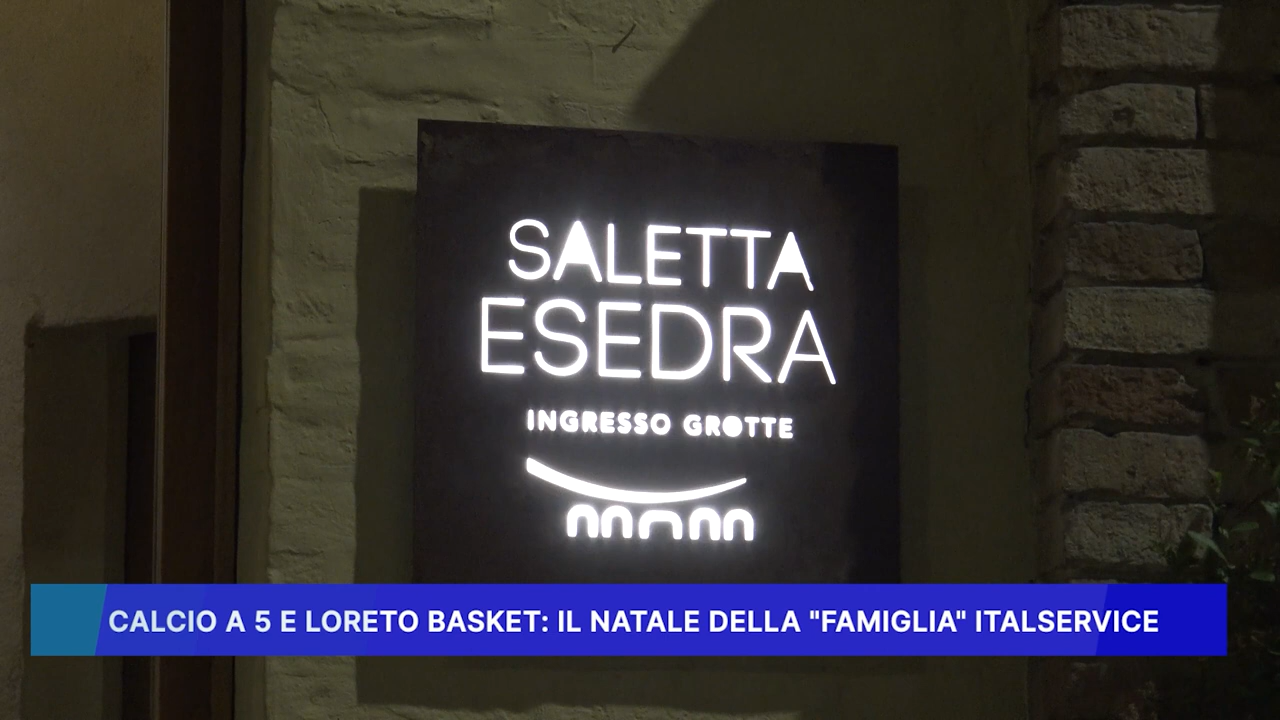 SALETTA
ESEDRA
INGRESSO GROTTE
CALCIO A 5 E LORETO BASKET: IL NATALE DELLA "FAMIGLIA" ITALSERVICE